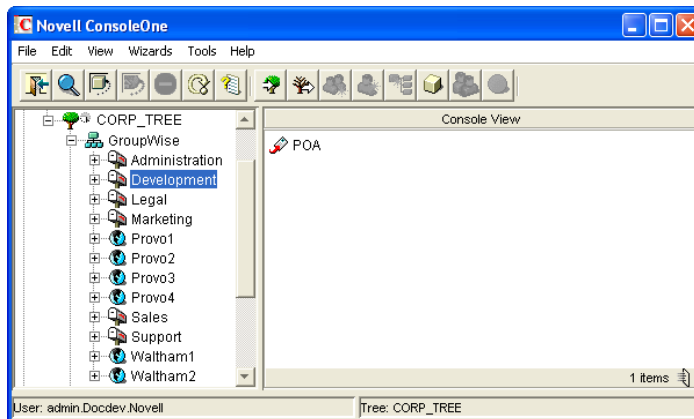 Novell ConsoleOne
File Edit View Wizards Tools Help
CORP_TREE
GroupWise
Administration
Development
Legal
Marketing
Provo1
Provo2
Provo3
Provo4
Sales
Support
Waltham1
Waltham2
Console View
POA
1 items
User: admin.Docdev.Novell
Tree: CORP_TREE